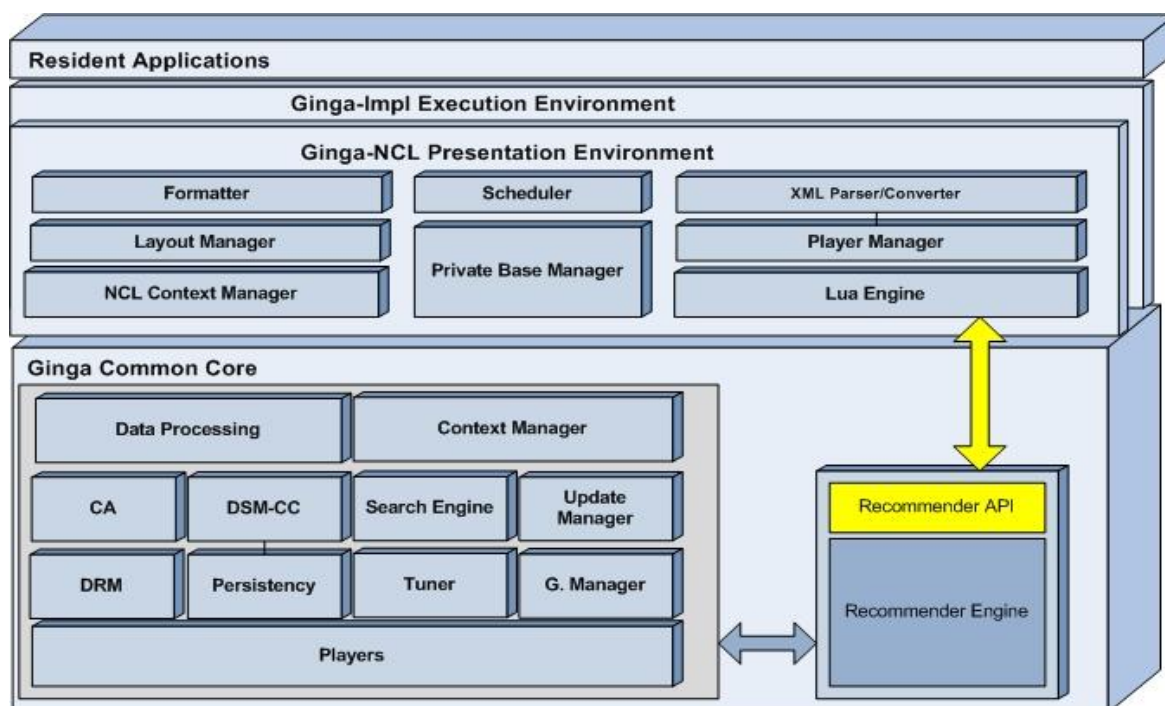 Resident Applications
Ginga-Impl Execution Environment
Ginga-NCL Presentation Environment
Formatter
Scheduler
XML Parser/Converter
Layout Manager
Private Base Manager
Player Manager
NCL Context Manager
Lua Engine
Ginga Common Core
Data Processing
Context Manager
CA
DSM-CC
Search Engine
Update
Manager
DRM
Persistency
Tuner
G. Manager
Players
Recommender API
Recommender Engine